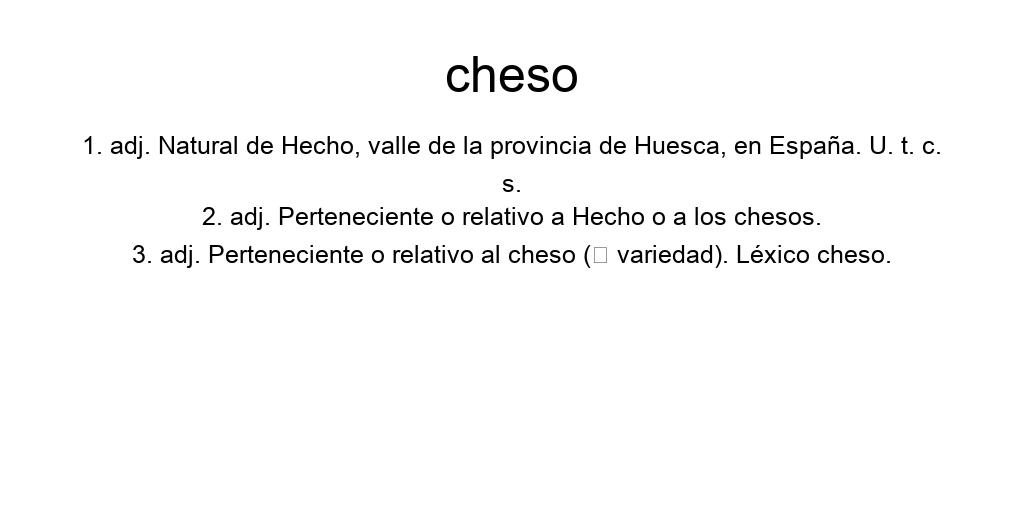 cheso
1. adj. Natural de Hecho, valle de la provincia de Huesca, en España. U. t. c.
s.
2. adj. Perteneciente o relativo a Hecho o a los chesos.
3. adj. Perteneciente o relativo al cheso (□ variedad). Léxico cheso.